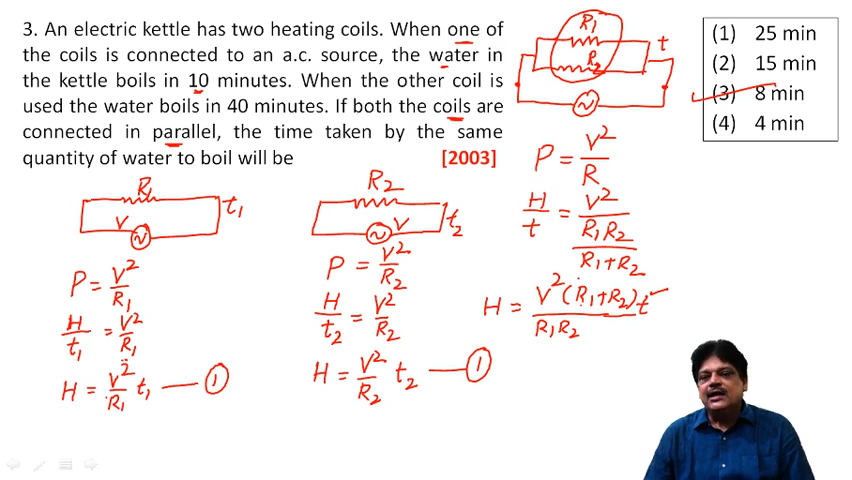 3. An electric kettle has two heating coils. When one of
the coils is connected to an a.c. source, the water in
the kettle boils in 10 minutes. When the other coil is
used the water boils in 40 minutes. If both the coils are
connected in parallel, the time taken by the same
quantity of water to boil will be [2003]
(1) 25 min
(2) 15 min
(3) 8 min
(4) 4 min
R₁
R₂
t
R₁
V
t₁
P = V²/R₁
H/t₁ = V²/R₁
H = V²/R₁ t₁ — ①
R₂
V
t₂
P = V²/R₂
H/t₂ = V²/R₂
H = V²/R₂ t₂ — ①
P = V²/R
H/t = V²/(R₁R₂/(R₁+R₂))
H = V²(R₁+R₂)t/R₁R₂